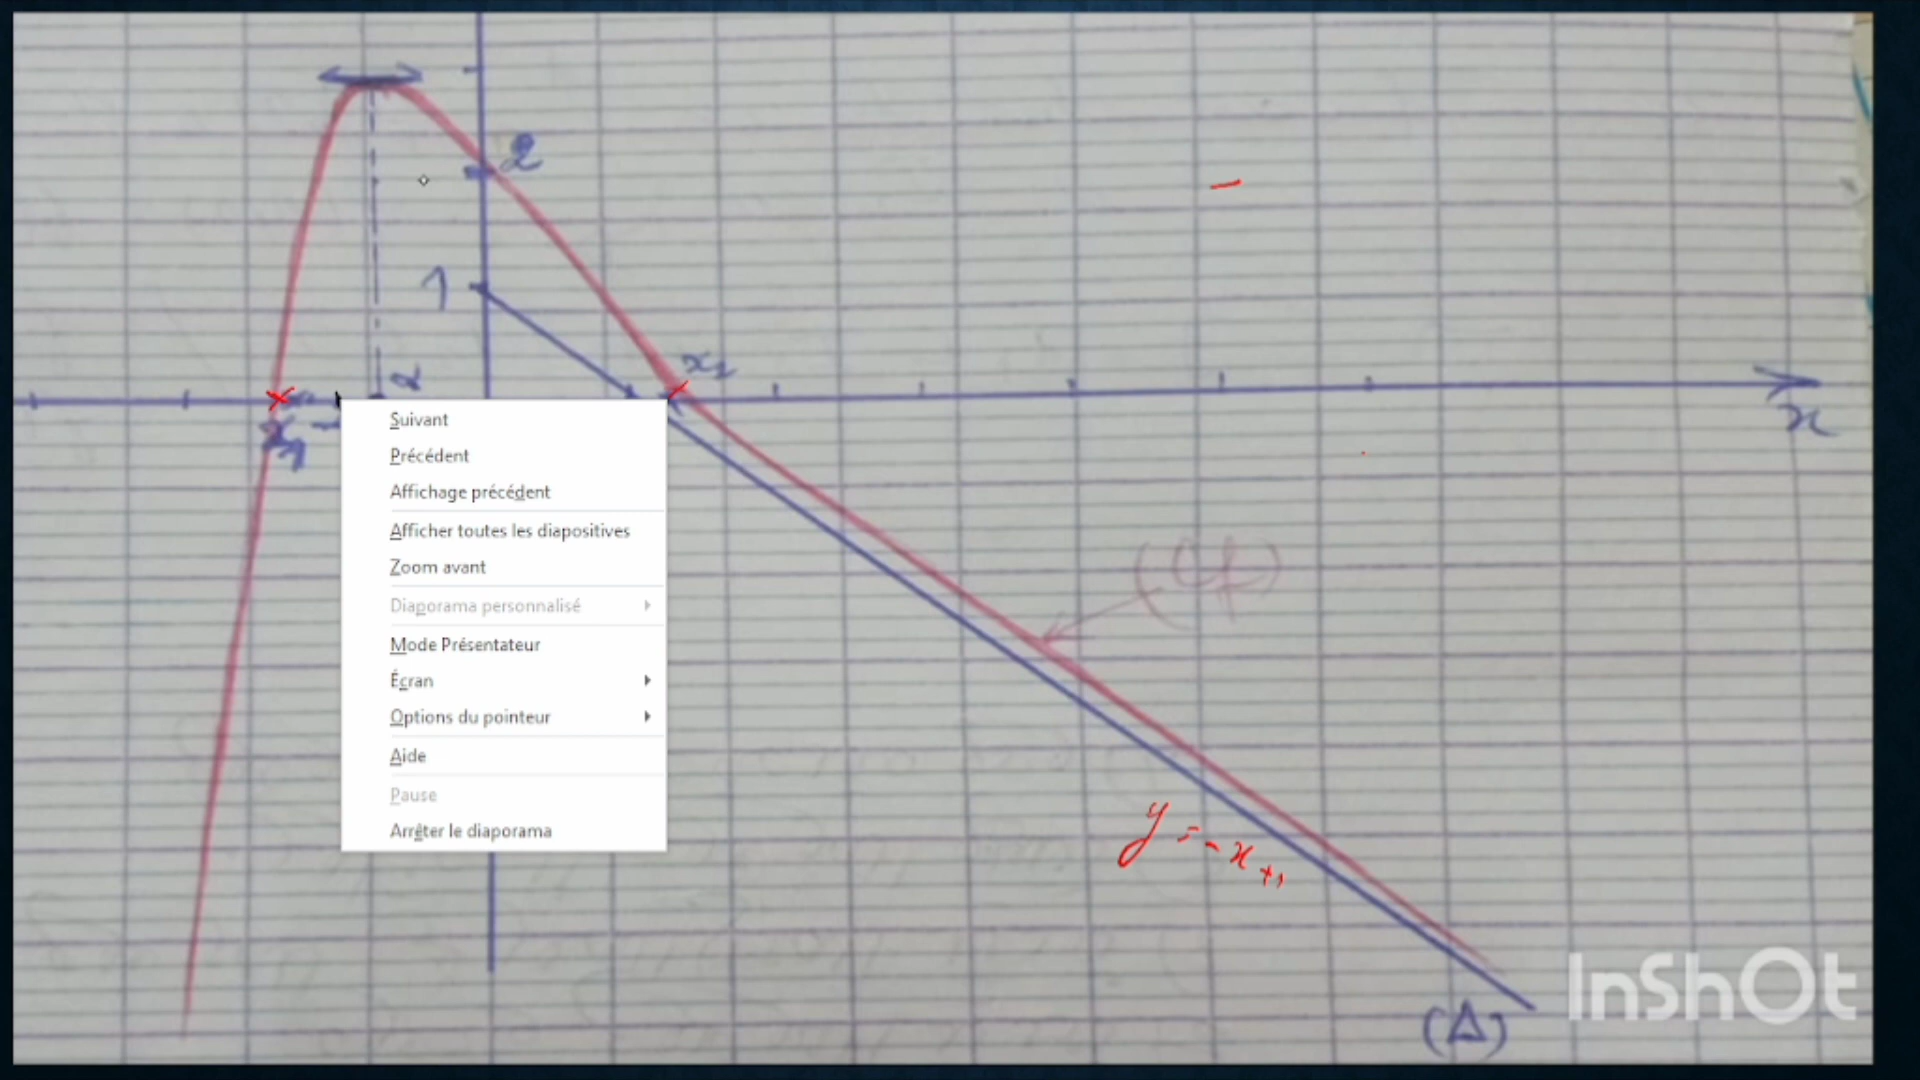 2
1
α
x₂
x₁
x
Suivant
Précédent
Affichage précédent
Afficher toutes les diapositives
Zoom avant
Diaporama personnalisé
Mode Présentateur
Écran
Options du pointeur
Aide
Pause
Arrêter le diaporama
(Cf)
y = -x+1
(Δ)
InShOt